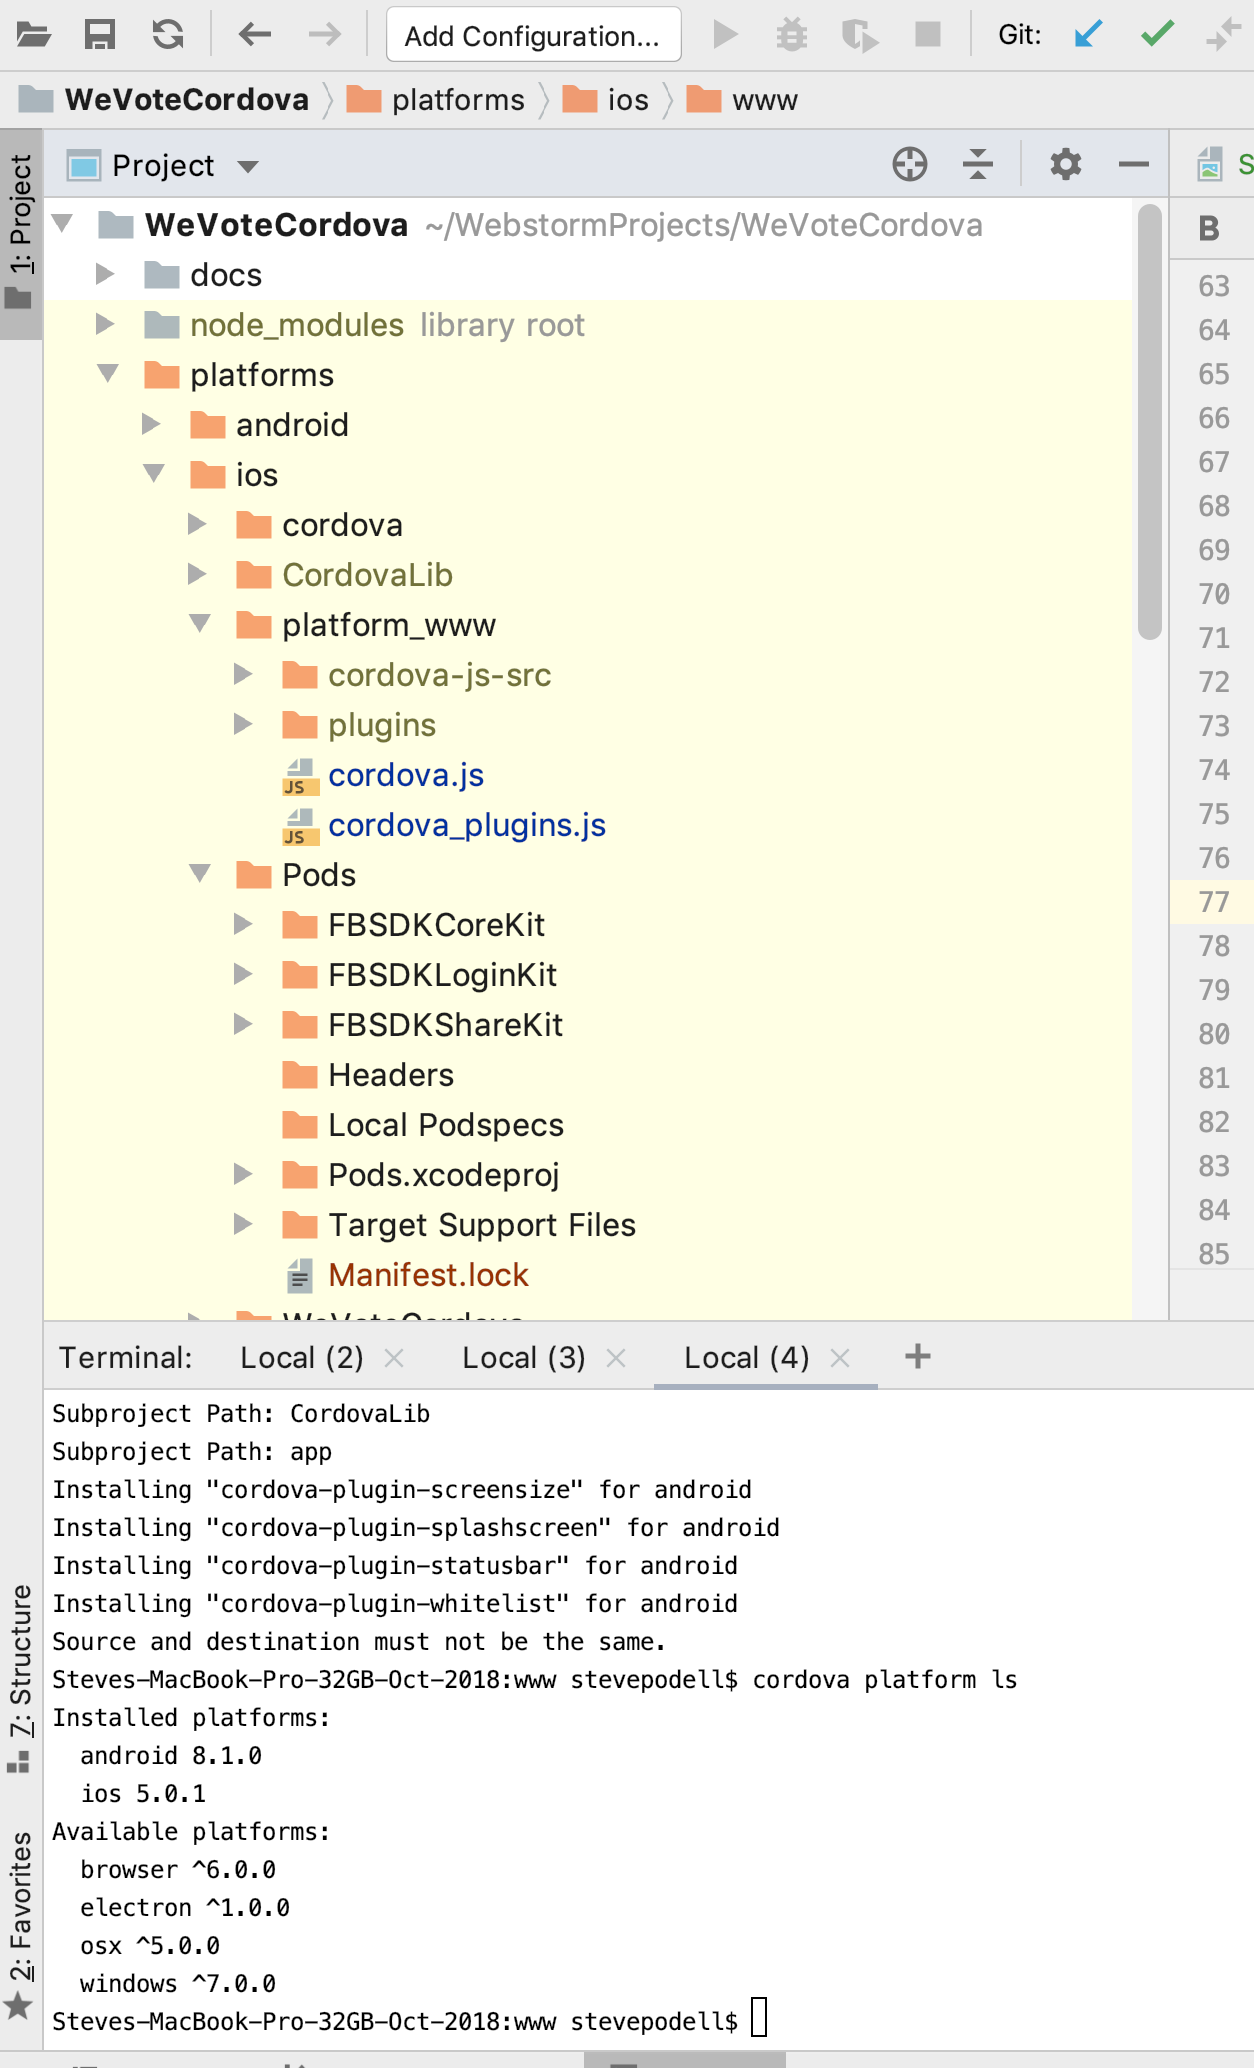 Add Configuration...
Git:
WeVoteCordova
platforms
ios
www
1: Project
Project
S
WeVoteCordova ~/WebstormProjects/WeVoteCordova
B
docs
node_modules library root
platforms
android
ios
cordova
CordovaLib
platform_www
cordova-js-src
plugins
cordova.js
cordova_plugins.js
Pods
FBSDKCoreKit
FBSDKLoginKit
FBSDKShareKit
Headers
Local Podspecs
Pods.xcodeproj
Target Support Files
Manifest.lock
WeVoteCordova
63
64
65
66
67
68
69
70
71
72
73
74
75
76
77
78
79
80
81
82
83
84
85
Terminal: Local (2) Local (3) Local (4)
Subproject Path: CordovaLib
Subproject Path: app
Installing "cordova-plugin-screensize" for android
Installing "cordova-plugin-splashscreen" for android
Installing "cordova-plugin-statusbar" for android
Installing "cordova-plugin-whitelist" for android
Source and destination must not be the same.
Steves-MacBook-Pro-32GB-Oct-2018:www stevepodell$ cordova platform ls
Installed platforms:
android 8.1.0
ios 5.0.1
Available platforms:
browser ^6.0.0
electron ^1.0.0
osx ^5.0.0
windows ^7.0.0
Steves-MacBook-Pro-32GB-Oct-2018:www stevepodell$
7: Structure
2: Favorites